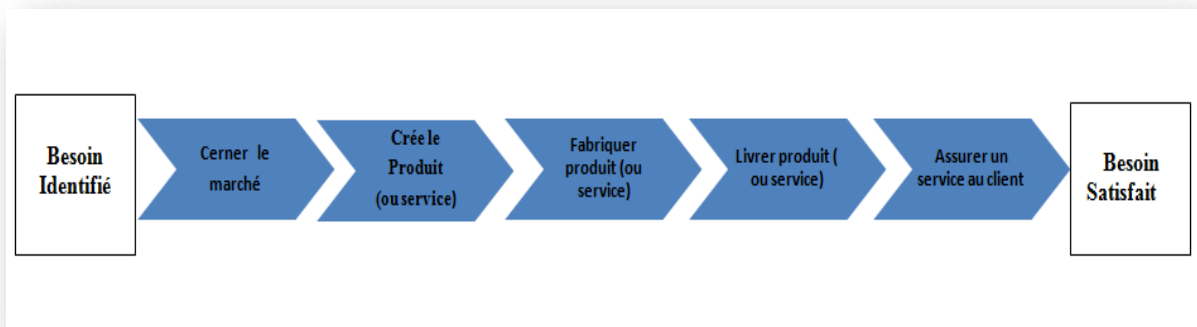 Besoin
Identifié
Cerner le
marché
Crée le
Produit
(ou service)
Fabriquer
produit (ou
service)
Livrer produit (
ou service)
Assurer un
service au client
Besoin
Satisfait